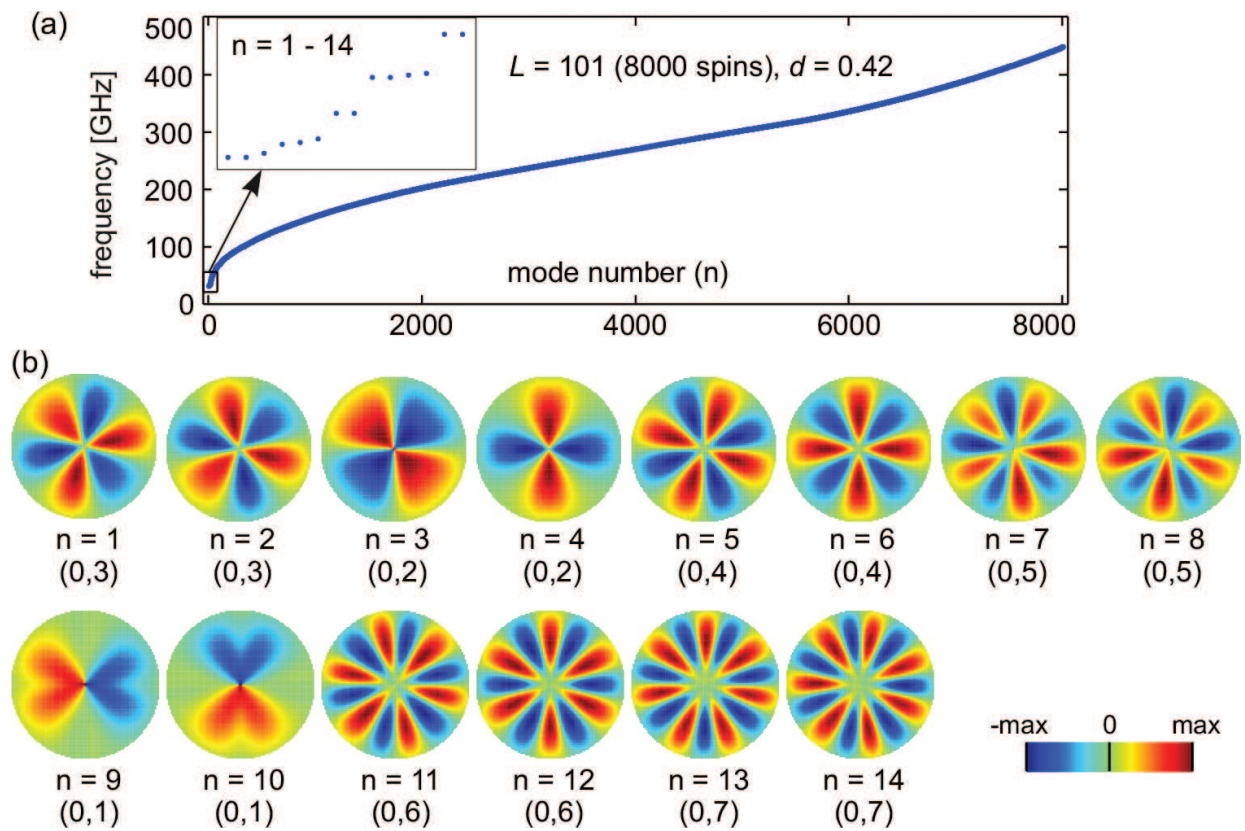 (a)
500
400
300
200
100
0
frequency [GHz]
n = 1 - 14
L = 101 (8000 spins), d = 0.42
mode number (n)
0 2000 4000 6000 8000
(b)
n = 1 n = 2 n = 3 n = 4 n = 5 n = 6 n = 7 n = 8
(0,3) (0,3) (0,2) (0,2) (0,4) (0,4) (0,5) (0,5)
-max 0 max
n = 9 n = 10 n = 11 n = 12 n = 13 n = 14
(0,1) (0,1) (0,6) (0,6) (0,7) (0,7)